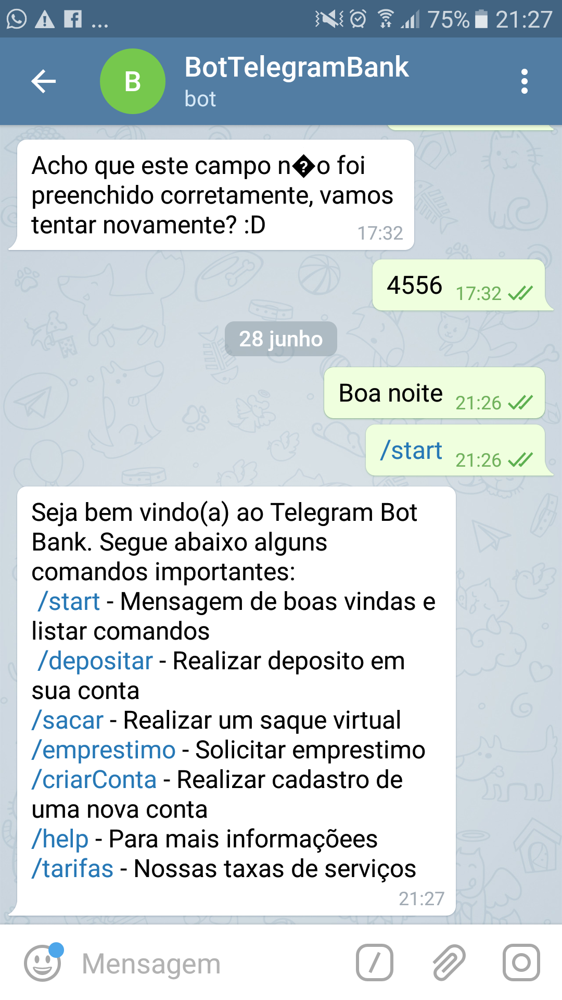 ... 75% 21:27
B BotTelegramBank
bot
Acho que este campo n�o foi
preenchido corretamente, vamos
tentar novamente? :D 17:32
4556 17:32
28 junho
Boa noite 21:26
/start 21:26
Seja bem vindo(a) ao Telegram Bot
Bank. Segue abaixo alguns
comandos importantes:
/start - Mensagem de boas vindas e
listar comandos
/depositar - Realizar deposito em
sua conta
/sacar - Realizar um saque virtual
/emprestimo - Solicitar emprestimo
/criarConta - Realizar cadastro de
uma nova conta
/help - Para mais informaçõees
/tarifas - Nossas taxas de serviços
21:27
Mensagem